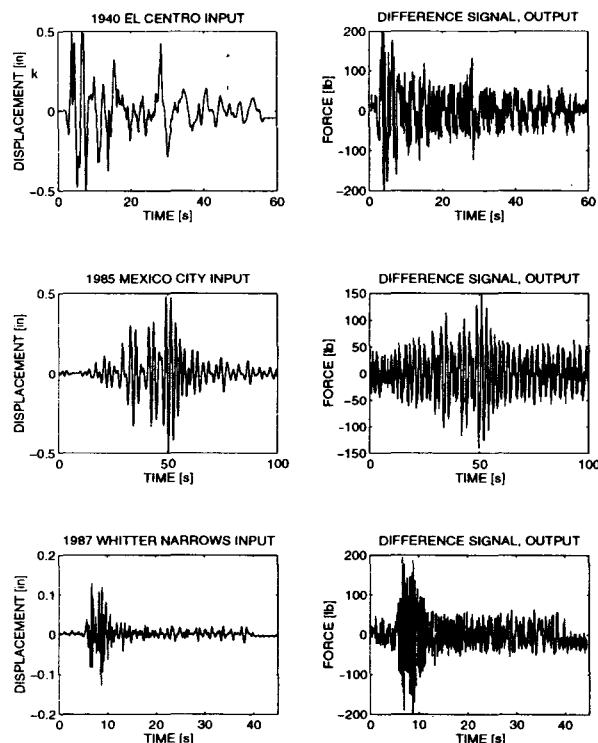 1940 EL CENTRO INPUT
DIFFERENCE SIGNAL, OUTPUT
DISPLACEMENT [in]
0.5
k
0
-0.5
0 20 40 60
TIME [s]
FORCE [lb]
200
100
0
-100
-200
0 20 40 60
TIME [s]
1985 MEXICO CITY INPUT
DIFFERENCE SIGNAL, OUTPUT
DISPLACEMENT [in]
0.5
0
-0.5
0 50 100
TIME [s]
FORCE [lb]
150
100
50
0
-50
-100
-150
0 50 100
TIME [s]
1987 WHITTER NARROWS INPUT
DIFFERENCE SIGNAL, OUTPUT
DISPLACEMENT [in]
0.2
0.1
0
-0.1
-0.2
0 10 20 30 40
TIME [s]
FORCE [lb]
200
100
0
-100
200
0 10 20 30 40
TIME [s]